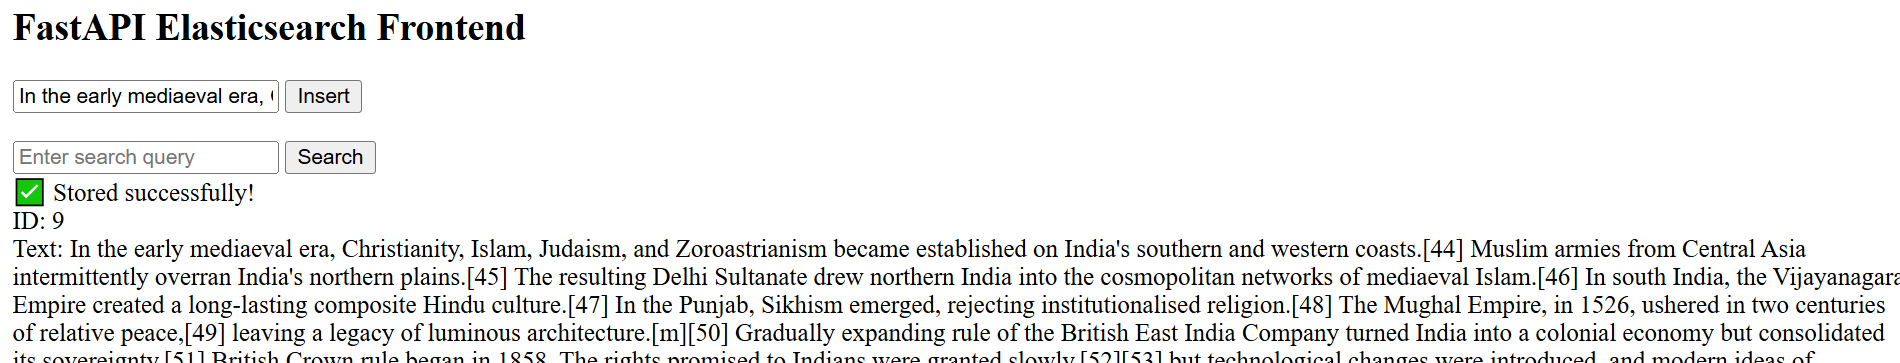 FastAPI Elasticsearch Frontend
In the early mediaeval era,
Insert
Enter search query
Search
Stored successfully!
ID: 9
Text: In the early mediaeval era, Christianity, Islam, Judaism, and Zoroastrianism became established on India's southern and western coasts.[44] Muslim armies from Central Asia
intermittently overran India's northern plains.[45] The resulting Delhi Sultanate drew northern India into the cosmopolitan networks of mediaeval Islam.[46] In south India, the Vijayanagara
Empire created a long-lasting composite Hindu culture.[47] In the Punjab, Sikhism emerged, rejecting institutionalised religion.[48] The Mughal Empire, in 1526, ushered in two centuries
of relative peace,[49] leaving a legacy of luminous architecture.[m][50] Gradually expanding rule of the British East India Company turned India into a colonial economy but consolidated
its sovereignty.[51] British Crown rule began in 1858. The rights promised to Indians were granted slowly,[52][53] but technological changes were introduced, and modern ideas of